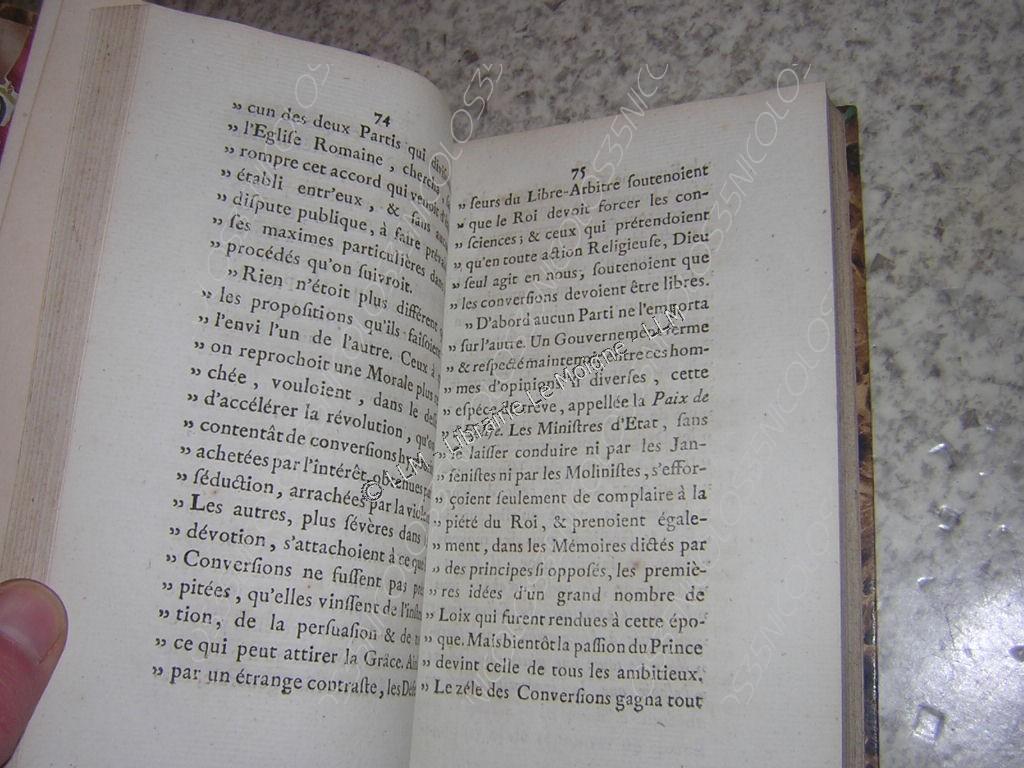 74
„ cun des deux Partis qui
„ l'Egliſe Romaine, chercha,
„ rompre cet accord qui venoit
„ établi entr'eux, & ſans
„ diſpute publique, à faire
„ ſes maximes particulières dans
„ procédés qu'on ſuivroit.
„ Rien n'étoit plus différent
„ les propoſitions qu'ils faiſoient
„ l'envi l'un de l'autre. Ceux à
„ on reprochoit une Morale plus
„ chée, vouloient, dans le
„ d'accélérer la révolution,
„ contentât de converſions
„ achetées par l'intérêt, obtenues par
„ ſéduction, arrachées par la
„ Les autres, plus ſévères dans
„ dévotion, s'attachoient à ce que
„ Converſions ne fuſſent pas
„ pitées, qu'elles vinſſent de
„ tion, de la perſuaſion & de
„ ce qui peut attirer la Grâce.
„ par un étrange contraſte, les
75
„ ſeurs du Libre-Arbitre ſoutenoient
„ que le Roi devoit forcer les con-
„ ſciences; & ceux qui prétendoient
„ qu'en toute action Religieuſe, Dieu
„ ſeul agit en nous; ſoutenoient que
„ les converſions devoient être libres.
„ D'abord aucun Parti ne l'emporta
„ ſur l'autre. Un Gouvernement ferme
„ & reſpecté maintenoit entre ces hom-
„ mes d'opinions ſi diverſes, cette
„ eſpéce de trève, appellée la Paix de
„ Les Miniſtres d'Etat, ſans
„ ſe laiſſer conduire ni par les Jan-
„ ſéniſtes ni par les Moliniſtes, s'effor-
„ çoient ſeulement de complaire à la
„ piété du Roi, & prenoient égale-
„ ment, dans les Mémoires dictés par
„ des principes ſi oppoſés, les premiè-
„ res idées d'un grand nombre de
„ Loix qui furent rendues à cette épo-
„ que. Mais bientôt la paſſion du Prince
„ devint celle de tous les ambitieux.
„ Le zéle des Converſions gagna tout
© LLM - Librairie Le Moigne - LLM